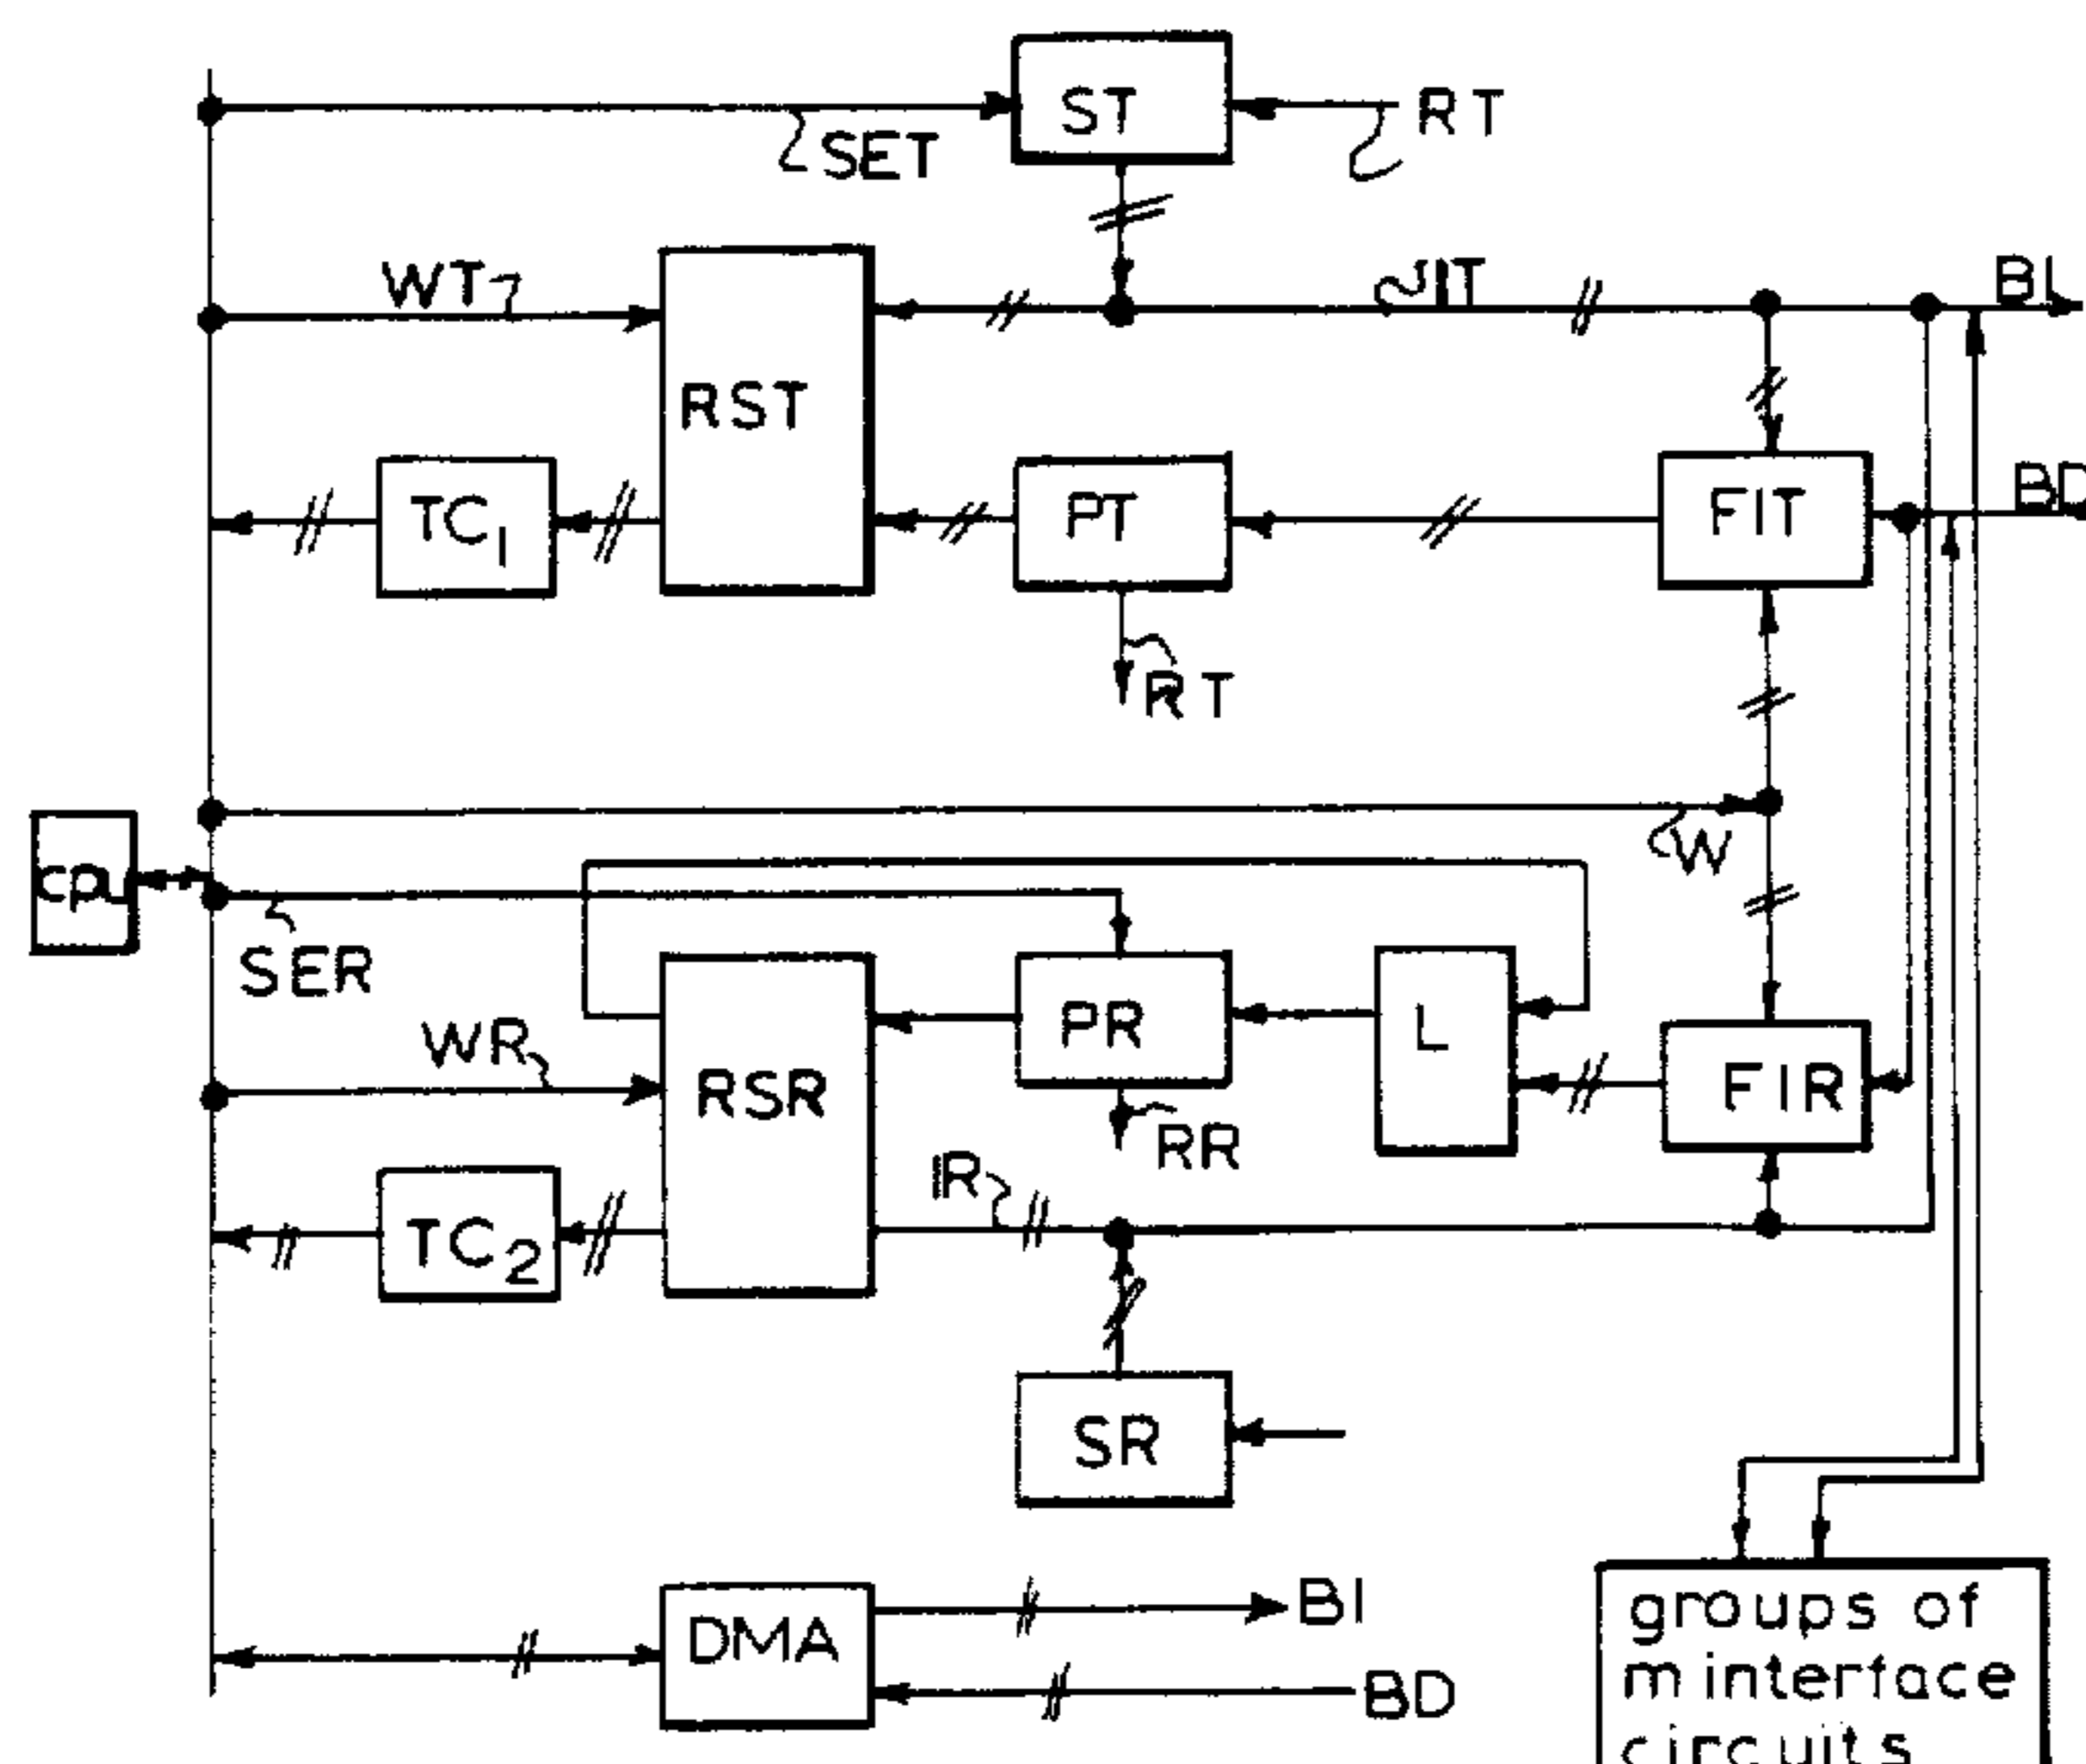 ST
RT
SET
WT
IT
BI
RST
TC1
PT
FIT
BD
RT
cpu
W
SER
PR
L
FIR
WR
RSR
RR
IR
TC2
SR
DMA
BI
BD
groups of
m interface
circuits